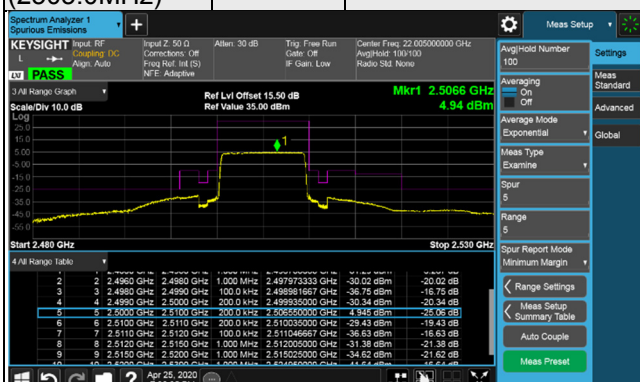 Spectrum Analyzer 1
Spurious Emissions
Meas Setup
KEYSIGHT
L
PASS
Input: RF
Coupling: DC
Align: Auto
Input Z: 50 Ω
Corrections: Off
Freq Ref: Int (S)
NFE: Adaptive
Atten: 30 dB
Trig: Free Run
Gate: Off
IF Gain: Low
Center Freq: 22.005000000 GHz
Avg|Hold: 100/100
Radio Std: None
3 All Range Graph
Scale/Div 10.0 dB
Ref Lvl Offset 15.50 dB
Ref Value 35.00 dBm
Mkr1 2.5066 GHz
4.94 dBm
Log
25.0
15.0
5.00
-5.00
-15.0
-25.0
-35.0
-45.0
-55.0
1
Start 2.480 GHz
Stop 2.530 GHz
4 All Range Table
2 2 2.4960 GHz 2.4980 GHz 1.000 MHz 2.497973333 GHz -30.02 dBm -20.02 dB
3 3 2.4980 GHz 2.4990 GHz 100.0 kHz 2.498981667 GHz -36.75 dBm -16.75 dB
4 4 2.4990 GHz 2.5000 GHz 200.0 kHz 2.499935000 GHz -30.34 dBm -20.34 dB
5 5 2.5000 GHz 2.5100 GHz 200.0 kHz 2.506550000 GHz 4.945 dBm -25.06 dB
6 6 2.5100 GHz 2.5110 GHz 200.0 kHz 2.510035000 GHz -29.43 dBm -19.43 dB
7 7 2.5110 GHz 2.5120 GHz 100.0 kHz 2.511046667 GHz -36.63 dBm -16.63 dB
8 8 2.5120 GHz 2.5150 GHz 1.000 MHz 2.512005000 GHz -31.38 dBm -21.38 dB
9 9 2.5150 GHz 2.5200 GHz 1.000 MHz 2.515025000 GHz -34.62 dBm -21.62 dB
Apr 25, 2020
Avg|Hold Number
100
Averaging
On
Off
Average Mode
Exponential
Meas Type
Examine
Spur
5
Range
5
Spur Report Mode
Minimum Margin
Range Settings
Meas Setup
Summary Table
Auto Couple
Meas Preset
Settings
Meas
Standard
Advanced
Global